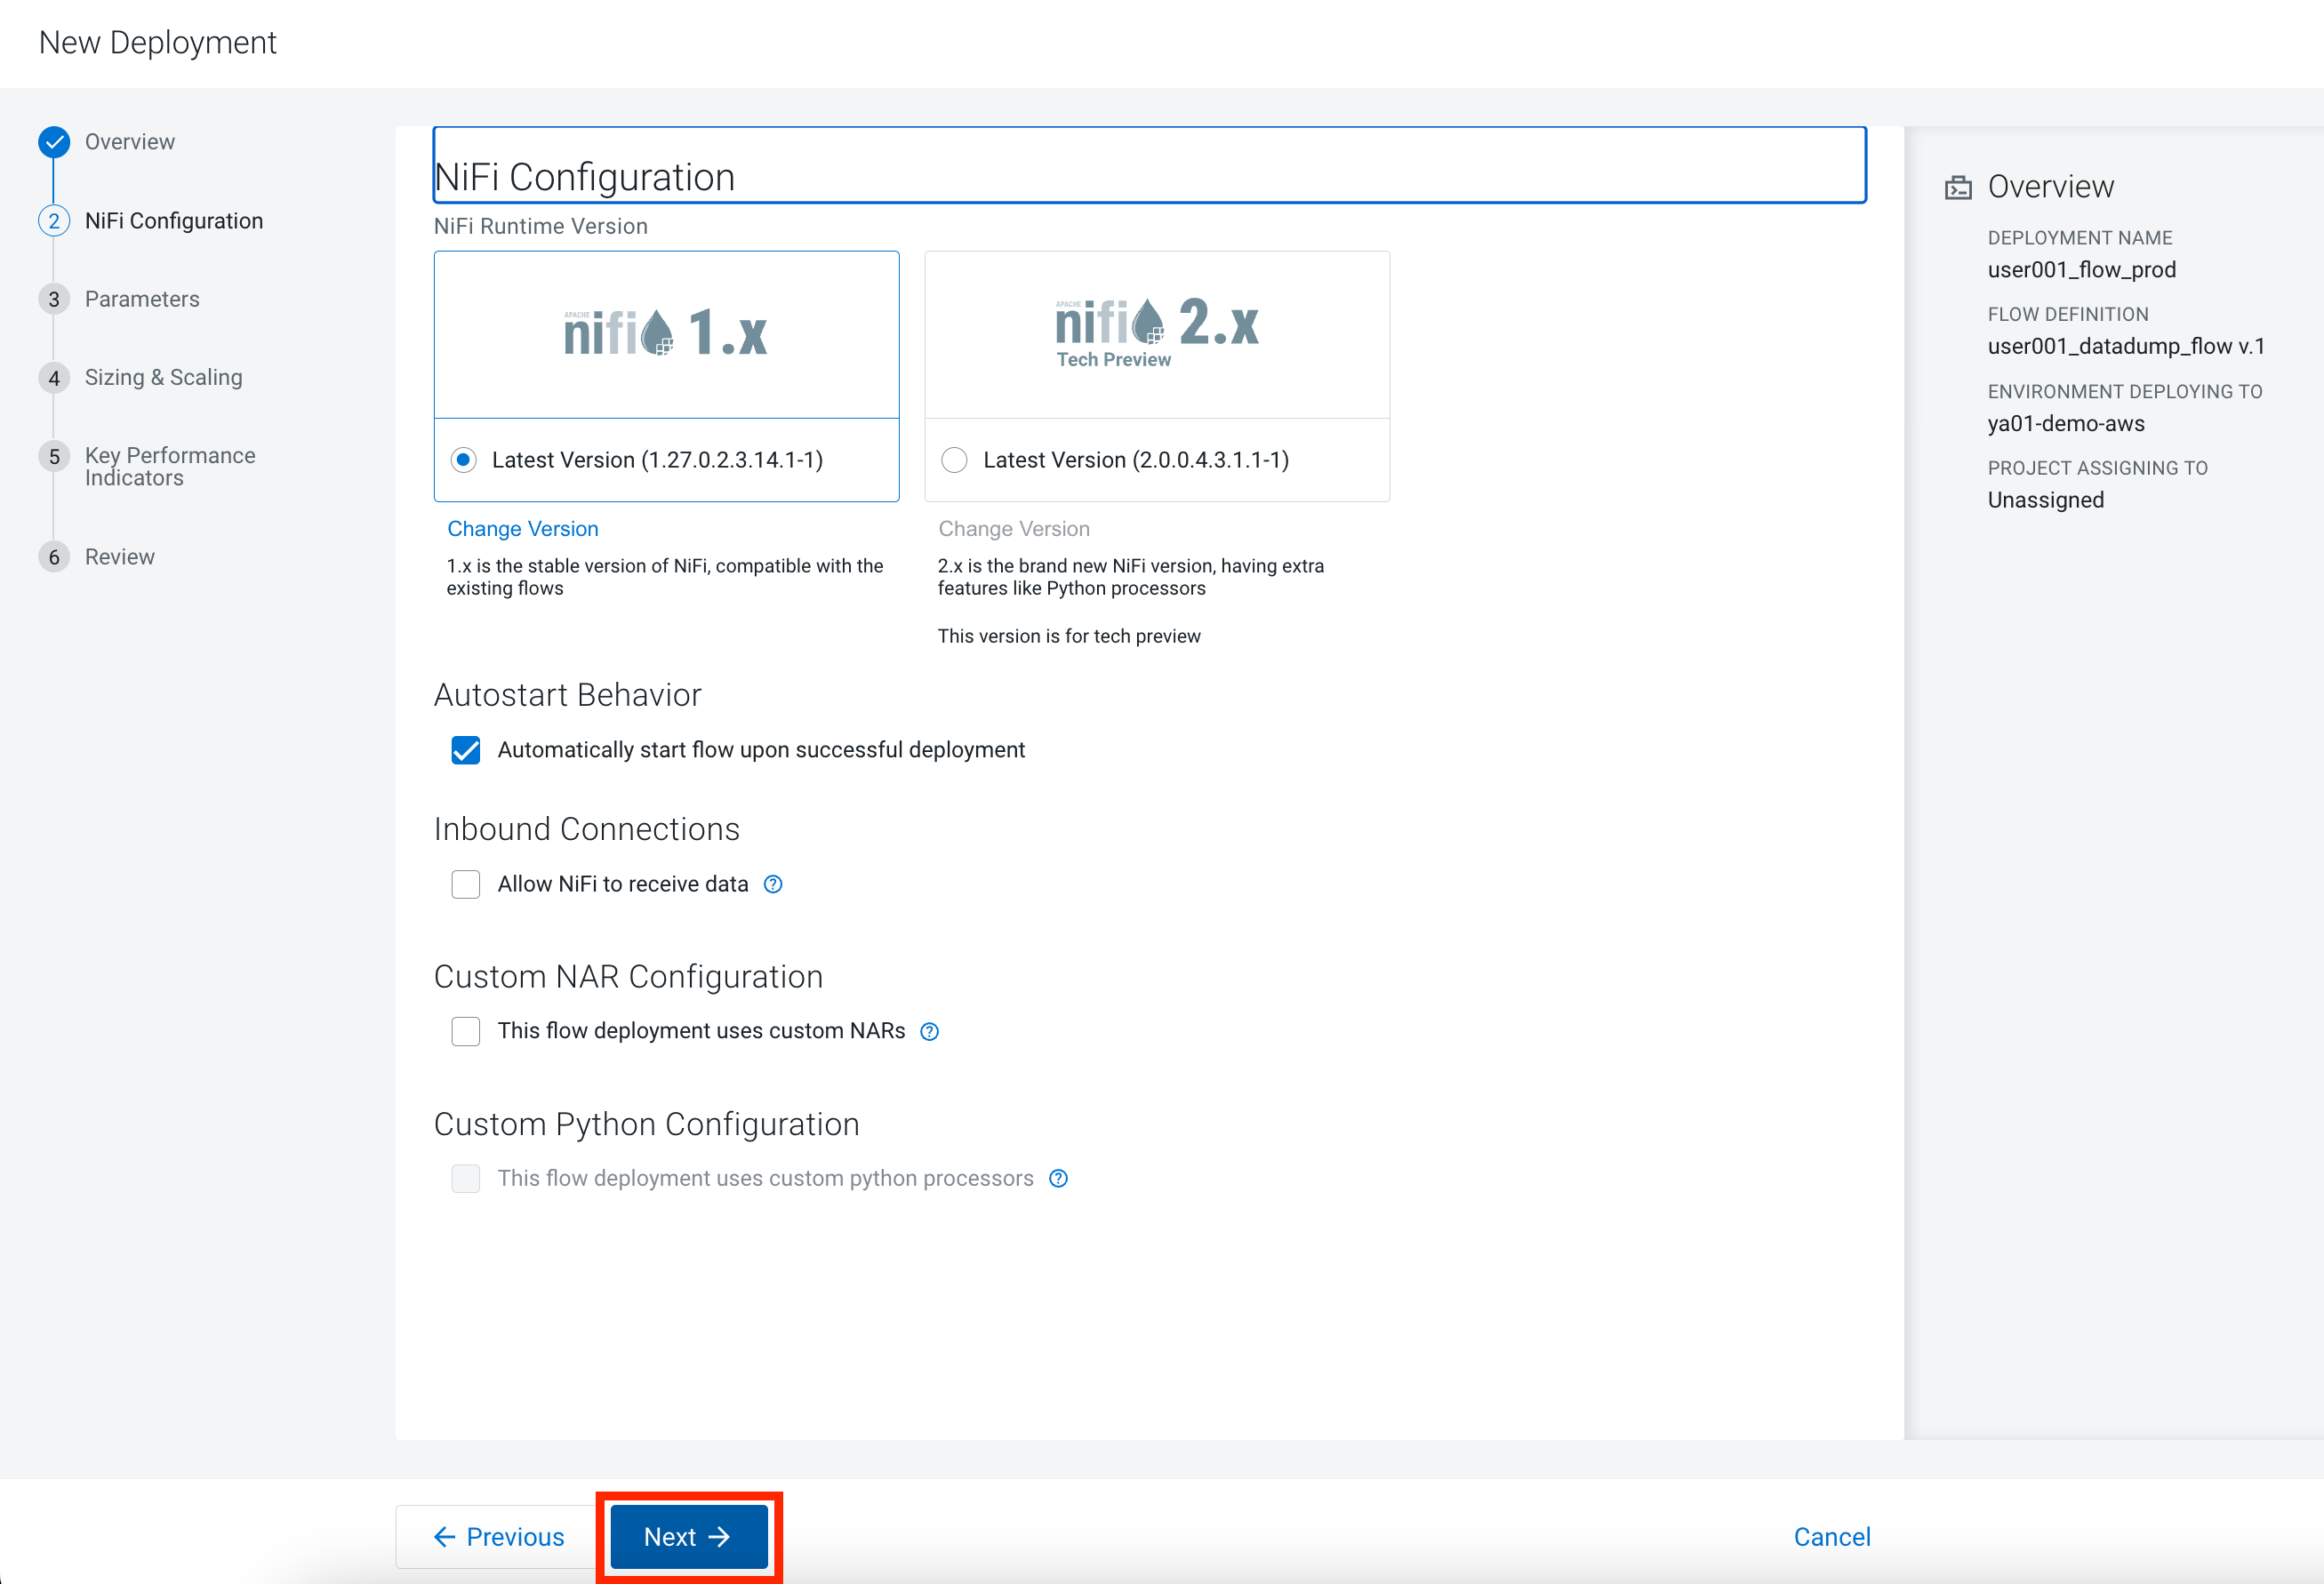 New Deployment
Overview
2 NiFi Configuration
3 Parameters
4 Sizing & Scaling
5 Key Performance
Indicators
6 Review
NiFi Configuration
NiFi Runtime Version
APACHE nifi 1.x
Latest Version (1.27.0.2.3.14.1-1)
Change Version
1.x is the stable version of NiFi, compatible with the
existing flows
APACHE nifi 2.x
Tech Preview
Latest Version (2.0.0.4.3.1.1-1)
Change Version
2.x is the brand new NiFi version, having extra
features like Python processors
This version is for tech preview
Autostart Behavior
Automatically start flow upon successful deployment
Inbound Connections
Allow NiFi to receive data ?
Custom NAR Configuration
This flow deployment uses custom NARs ?
Custom Python Configuration
This flow deployment uses custom python processors ?
Overview
DEPLOYMENT NAME
user001_flow_prod
FLOW DEFINITION
user001_datadump_flow v.1
ENVIRONMENT DEPLOYING TO
ya01-demo-aws
PROJECT ASSIGNING TO
Unassigned
← Previous
Next →
Cancel